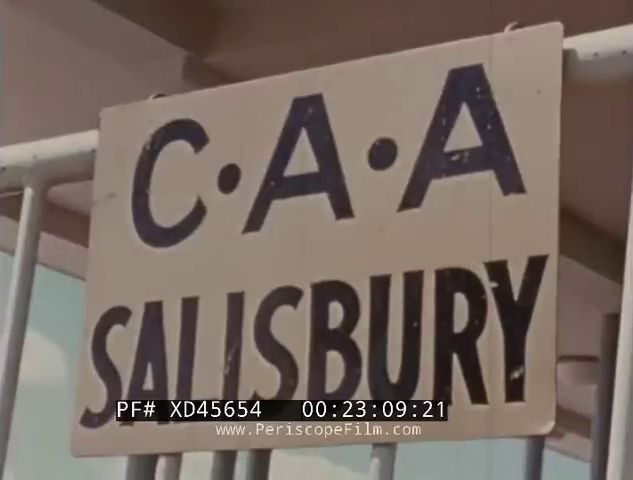 C·A·A
SALISBURY
PF# XD45654 00:23:09:21
www.PeriscopeFilm.com